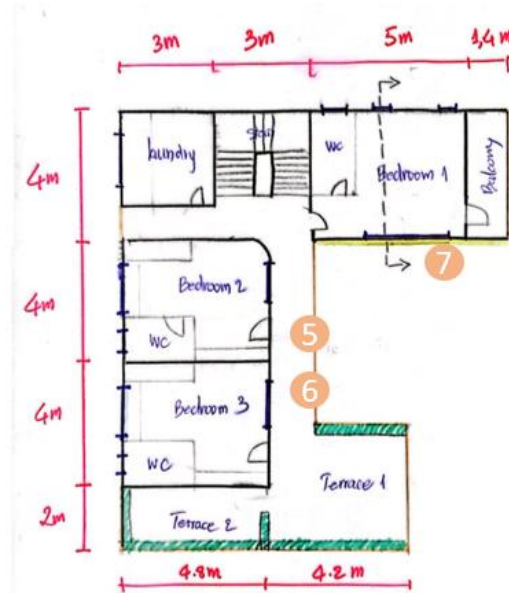 3m 3m 5m 1,4m
4m
laundry
Stair
WC
Bedroom 1
Balcony
7
4m
Bedroom 2
WC
5
6
4m
Bedroom 3
WC
Terrace 1
2m
Terrace 2
4.8m 4.2m